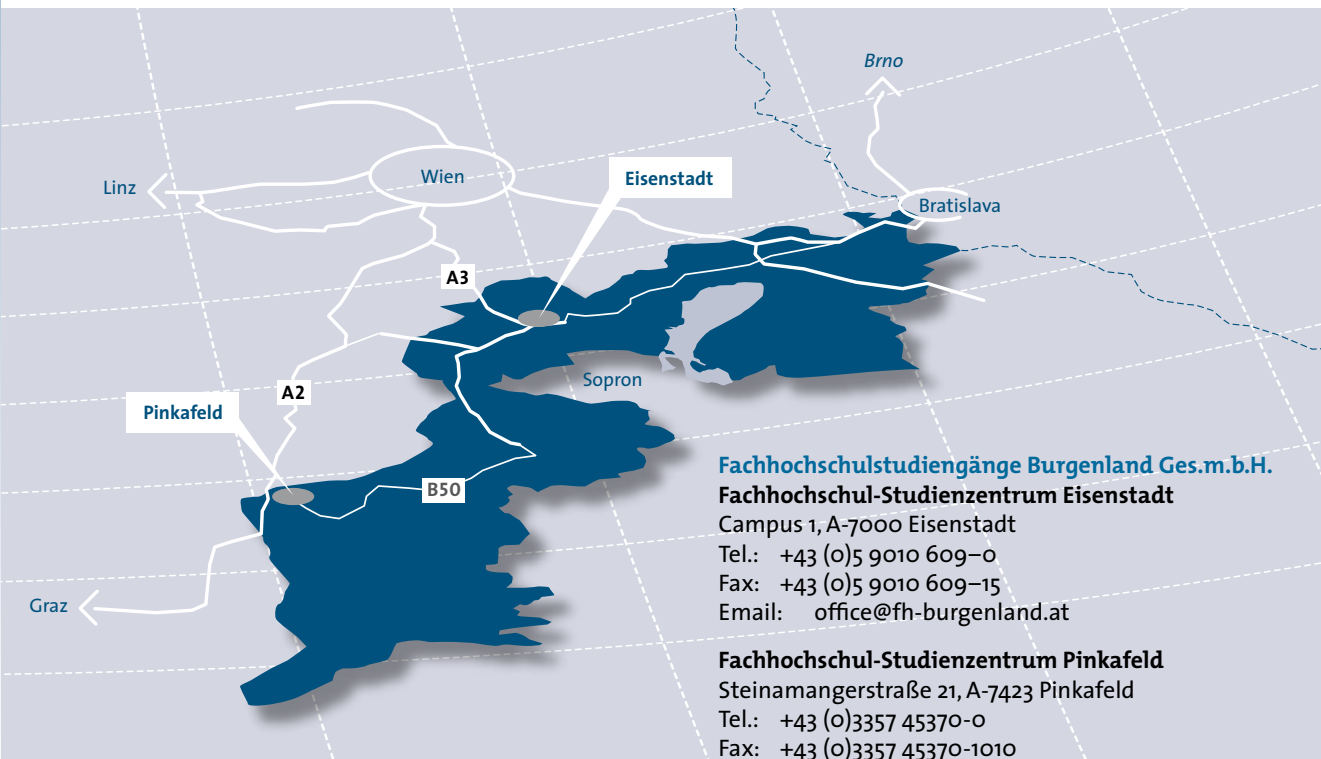 Brno
Linz
Wien
Eisenstadt
Bratislava
A3
Sopron
A2
Pinkafeld
B50
Graz
Fachhochschulstudiengänge Burgenland Ges.m.b.H.
Fachhochschul-Studienzentrum Eisenstadt
Campus 1, A-7000 Eisenstadt
Tel.: +43 (0)5 9010 609–0
Fax: +43 (0)5 9010 609–15
Email: office@fh-burgenland.at
Fachhochschul-Studienzentrum Pinkafeld
Steinamangerstraße 21, A-7423 Pinkafeld
Tel.: +43 (0)3357 45370-0
Fax: +43 (0)3357 45370-1010